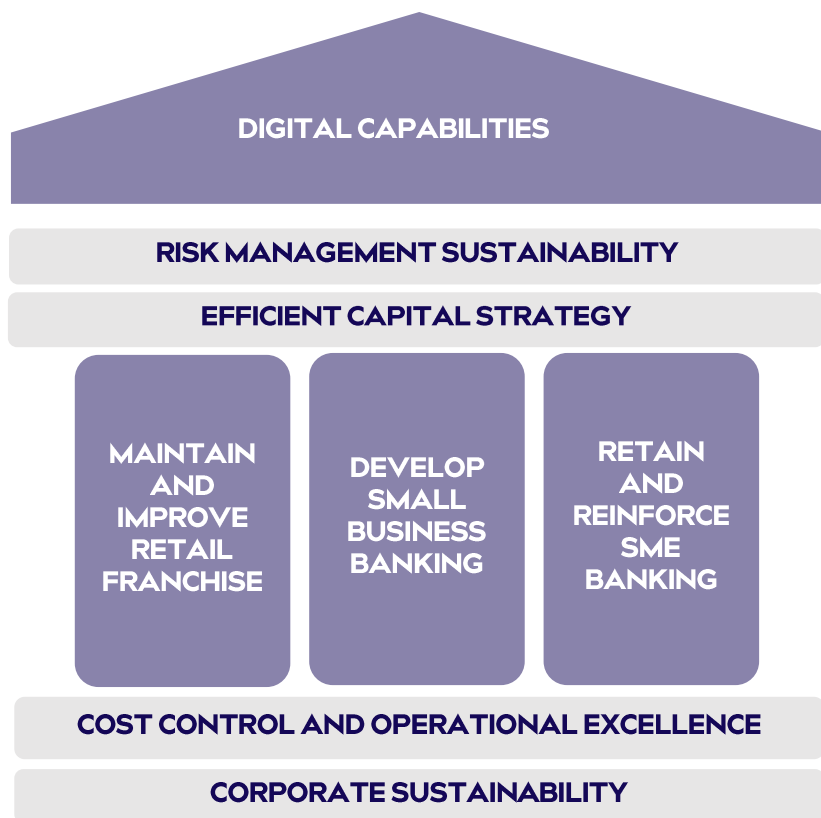 DIGITAL CAPABILITIES
RISK MANAGEMENT SUSTAINABILITY
EFFICIENT CAPITAL STRATEGY
MAINTAIN
AND
IMPROVE
RETAIL
FRANCHISE
DEVELOP
SMALL
BUSINESS
BANKING
RETAIN
AND
REINFORCE
SME
BANKING
COST CONTROL AND OPERATIONAL EXCELLENCE
CORPORATE SUSTAINABILITY